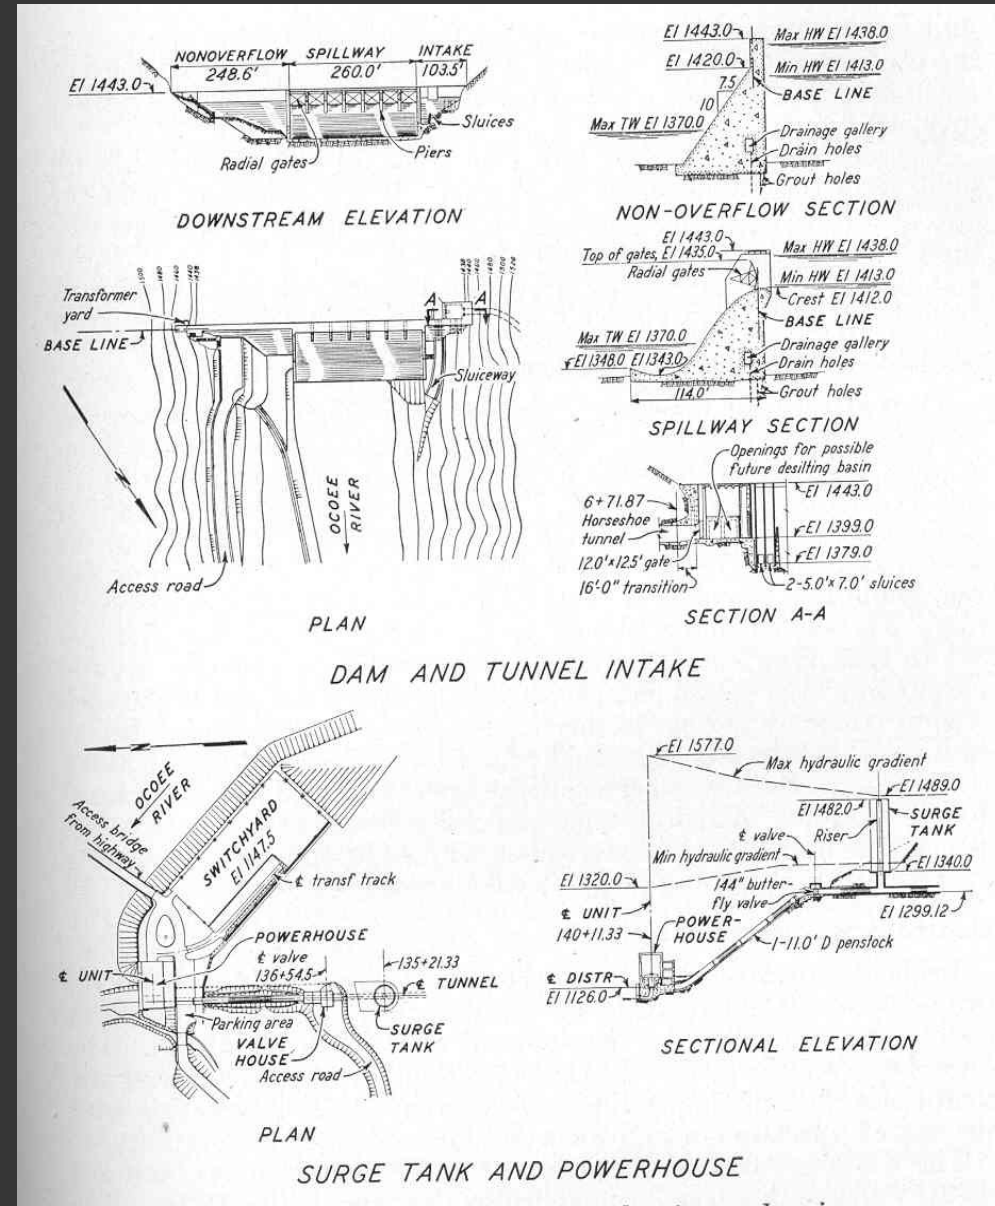 NONOVERFLOW SPILLWAY INTAKE
248.6' 260.0' 103.5'
El 1443.0
Sluices
Radial gates
Piers
DOWNSTREAM ELEVATION
El 1443.0
Max HW El 1438.0
El 1420.0
Min HW El 1413.0
7.5
10
BASE LINE
Max TW El 1370.0
Drainage gallery
Drain holes
Grout holes
NON-OVERFLOW SECTION
Transformer
yard
BASE LINE
A A
Sluiceway
OCOEE
RIVER
Access road
PLAN
El 1443.0
Top of gates, El 1435.0
Max HW El 1438.0
Radial gates
Min HW El 1413.0
Crest El 1412.0
BASE LINE
Max TW El 1370.0
Drainage gallery
El 1348.0 El 1343.0
Drain holes
Grout holes
114.0'
SPILLWAY SECTION
Openings for possible
future desilting basin
6+71.87
Horseshoe
tunnel
El 1443.0
El 1399.0
El 1379.0
12.0'x12.5' gate
16'-0" transition
2-5.0'x7.0' sluices
SECTION A-A
DAM AND TUNNEL INTAKE
OCOEE
RIVER
Access bridge
from highway
SWITCHYARD
El 1147.5
℄ transf track
POWERHOUSE
℄ valve
136+54.5
135+21.33
℄ UNIT
℄ TUNNEL
Parking area
VALVE
HOUSE
SURGE
TANK
Access road
PLAN
El 1577.0
Max hydraulic gradient
El 1489.0
El 1482.0
SURGE
TANK
℄ valve
Riser
Min hydraulic gradient
El 1340.0
El 1320.0
144" butter-
fly valve
El 1299.12
℄ UNIT
140+11.33
POWER-
HOUSE
1-11.0' D penstock
℄ DISTR
El 1126.0
SECTIONAL ELEVATION
SURGE TANK AND POWERHOUSE